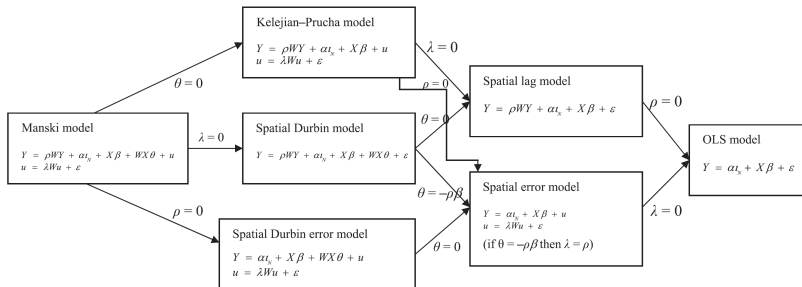 Kelejian–Prucha model
Y = ρWY + αι_N + Xβ + u
u = λWu + ε
λ = 0
θ = 0
ρ = 0
Spatial lag model
Y = ρWY + αι_N + Xβ + ε
ρ = 0
Manski model
Y = ρWY + αι_N + Xβ + WXθ + u
u = λWu + ε
λ = 0
Spatial Durbin model
Y = ρWY + αι_N + Xβ + WXθ + ε
θ = 0
OLS model
Y = αι_N + Xβ + ε
Spatial error model
Y = αι_N + Xβ + u
u = λWu + ε
(if θ = –ρβ then λ = ρ)
θ = –ρβ
λ = 0
ρ = 0
Spatial Durbin error model
Y = αι_N + Xβ + WXθ + u
u = λWu + ε
θ = 0